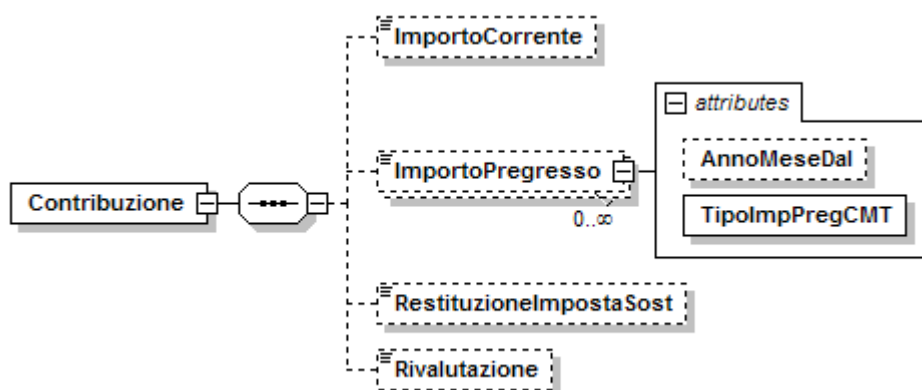 ImportoCorrente
attributes
AnnoMeseDal
ImportoPregresso
Contribuzione
TipoImpPregCMT
0..∞
RestituzioneImpostaSost
Rivalutazione